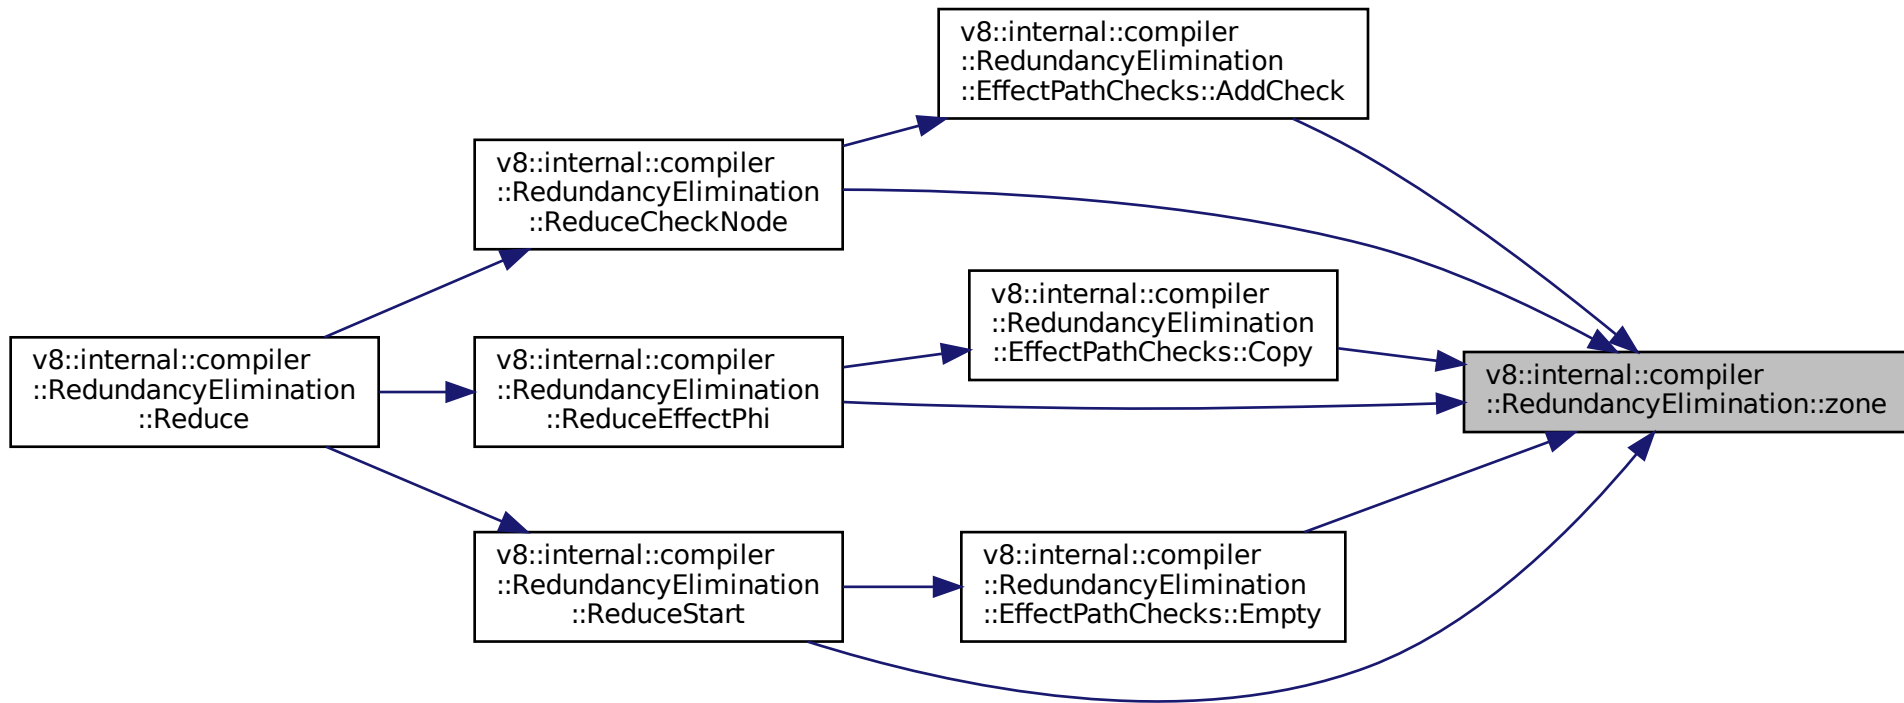 v8::internal::compiler
::RedundancyElimination
::EffectPathChecks::AddCheck
v8::internal::compiler
::RedundancyElimination
::ReduceCheckNode
v8::internal::compiler
::RedundancyElimination
::EffectPathChecks::Copy
v8::internal::compiler
::RedundancyElimination
::Reduce
v8::internal::compiler
::RedundancyElimination
::ReduceEffectPhi
v8::internal::compiler
::RedundancyElimination::zone
v8::internal::compiler
::RedundancyElimination
::ReduceStart
v8::internal::compiler
::RedundancyElimination
::EffectPathChecks::Empty